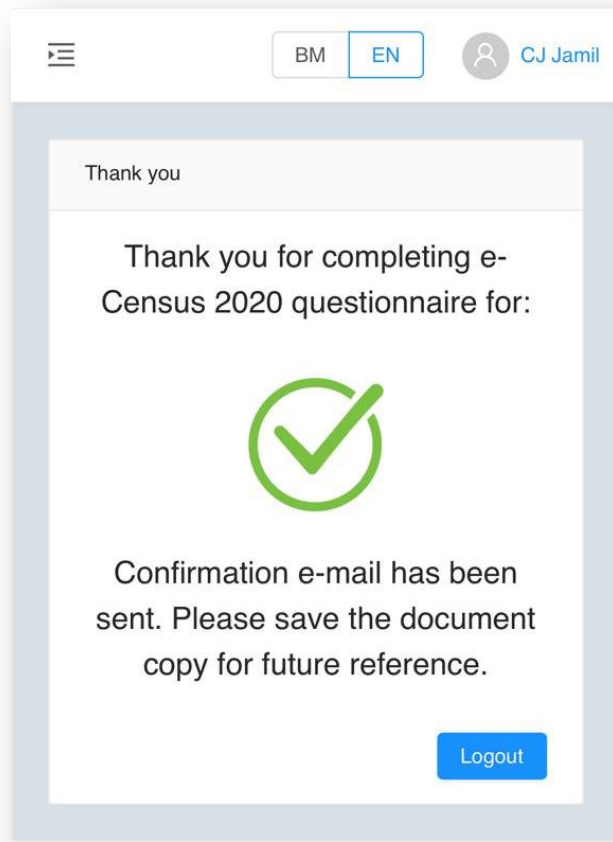 BM EN CJ Jamil
Thank you
Thank you for completing e-
Census 2020 questionnaire for:
Confirmation e-mail has been
sent. Please save the document
copy for future reference.
Logout